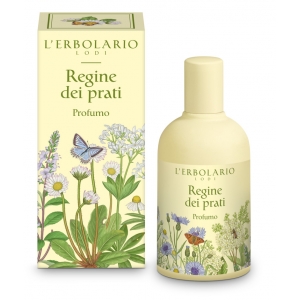 L'ERBOLARIO
LODI
Regine
dei prati
Profumo
L'ERBOLARIO
LODI
Regine
dei prati
Profumo